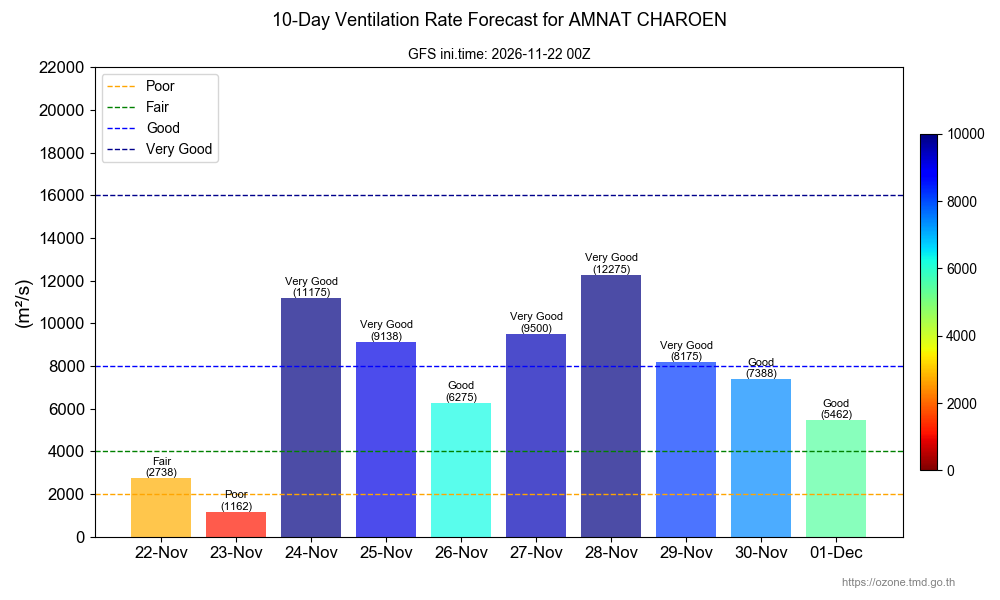 10-Day Ventilation Rate Forecast for AMNAT CHAROEN
GFS ini.time: 2026-11-22 00Z
22000
20000
18000
16000
14000
12000
10000
8000
6000
4000
2000
0
(m²/s)
Poor
Fair
Good
Very Good
Fair
(2738)
Poor
(1162)
Very Good
(11175)
Very Good
(9138)
Good
(6275)
Very Good
(9500)
Very Good
(12275)
Very Good
(8175)
Good
(7388)
Good
(5462)
22-Nov
23-Nov
24-Nov
25-Nov
26-Nov
27-Nov
28-Nov
29-Nov
30-Nov
01-Dec
10000
8000
6000
4000
2000
0
https://ozone.tmd.go.th